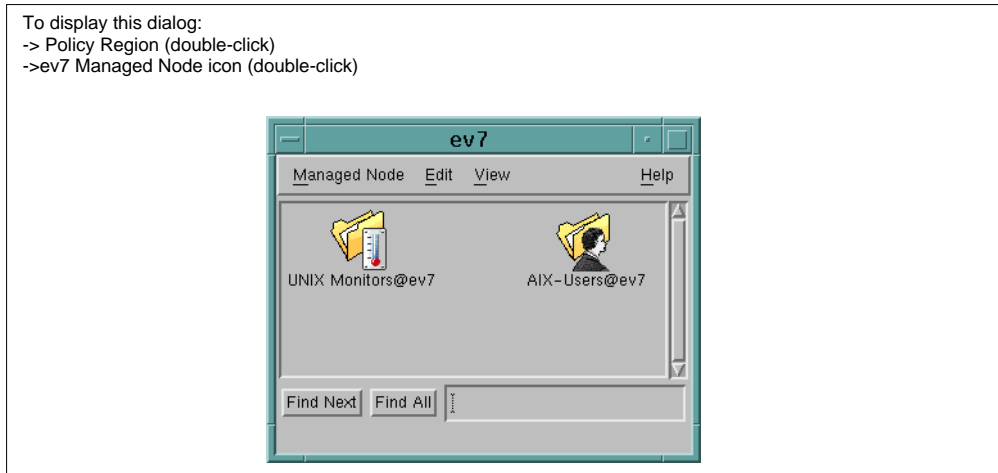 To display this dialog:
-> Policy Region (double-click)
->ev7 Managed Node icon (double-click)
ev7
Managed Node Edit View Help
UNIX Monitors@ev7 AIX-Users@ev7
Find Next Find All